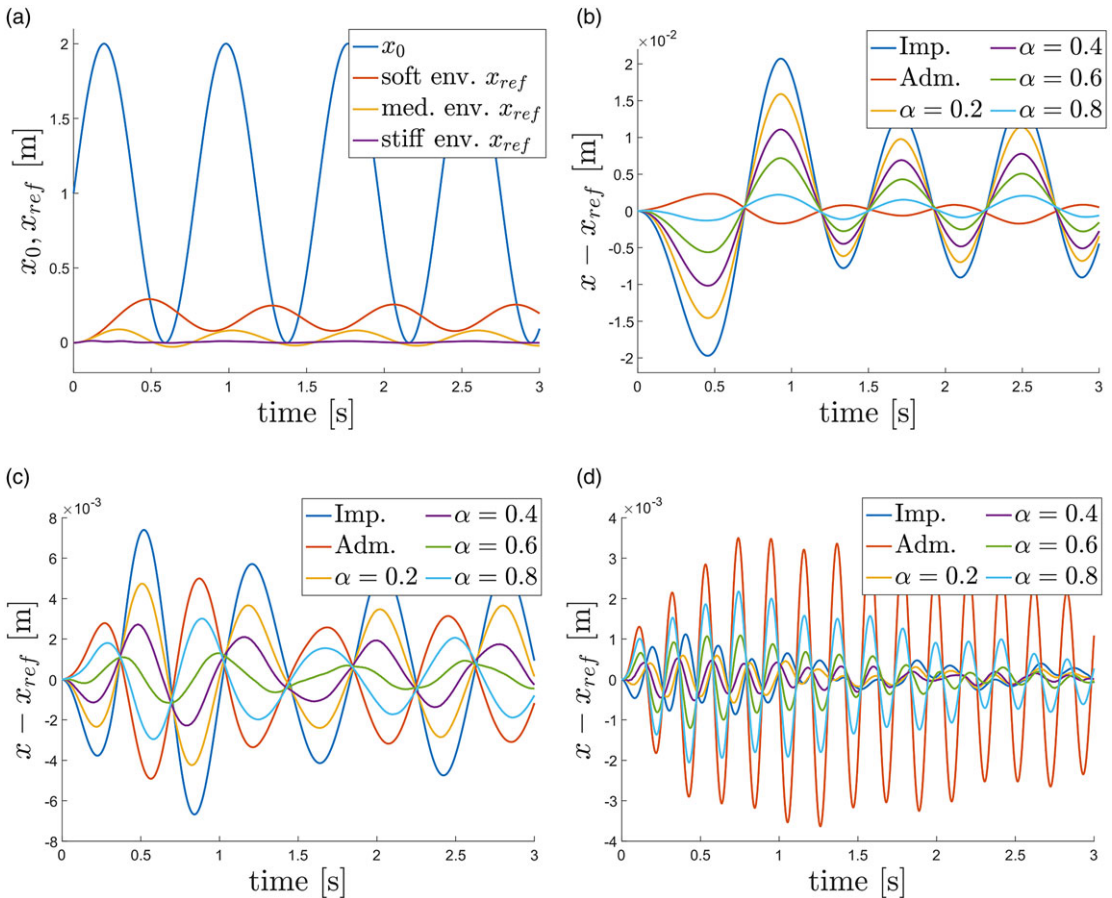 (a)
x_0, x_ref [m]
2
1.5
1
0.5
0
x_0
soft env. x_ref
med. env. x_ref
stiff env. x_ref
0 0.5 1 1.5 2 2.5 3
time [s]
(b)
×10^-2
x − x_ref [m]
2
1.5
1
0.5
0
-0.5
-1
-1.5
-2
Imp. α = 0.4
Adm. α = 0.6
α = 0.2 α = 0.8
0 0.5 1 1.5 2 2.5 3
time [s]
(c)
×10^-3
x − x_ref [m]
8
6
4
2
0
-2
-4
-6
-8
Imp. α = 0.4
Adm. α = 0.6
α = 0.2 α = 0.8
0 0.5 1 1.5 2 2.5 3
time [s]
(d)
×10^-3
x − x_ref [m]
4
3
2
1
0
-1
-2
-3
-4
Imp. α = 0.4
Adm. α = 0.6
α = 0.2 α = 0.8
0 0.5 1 1.5 2 2.5 3
time [s]